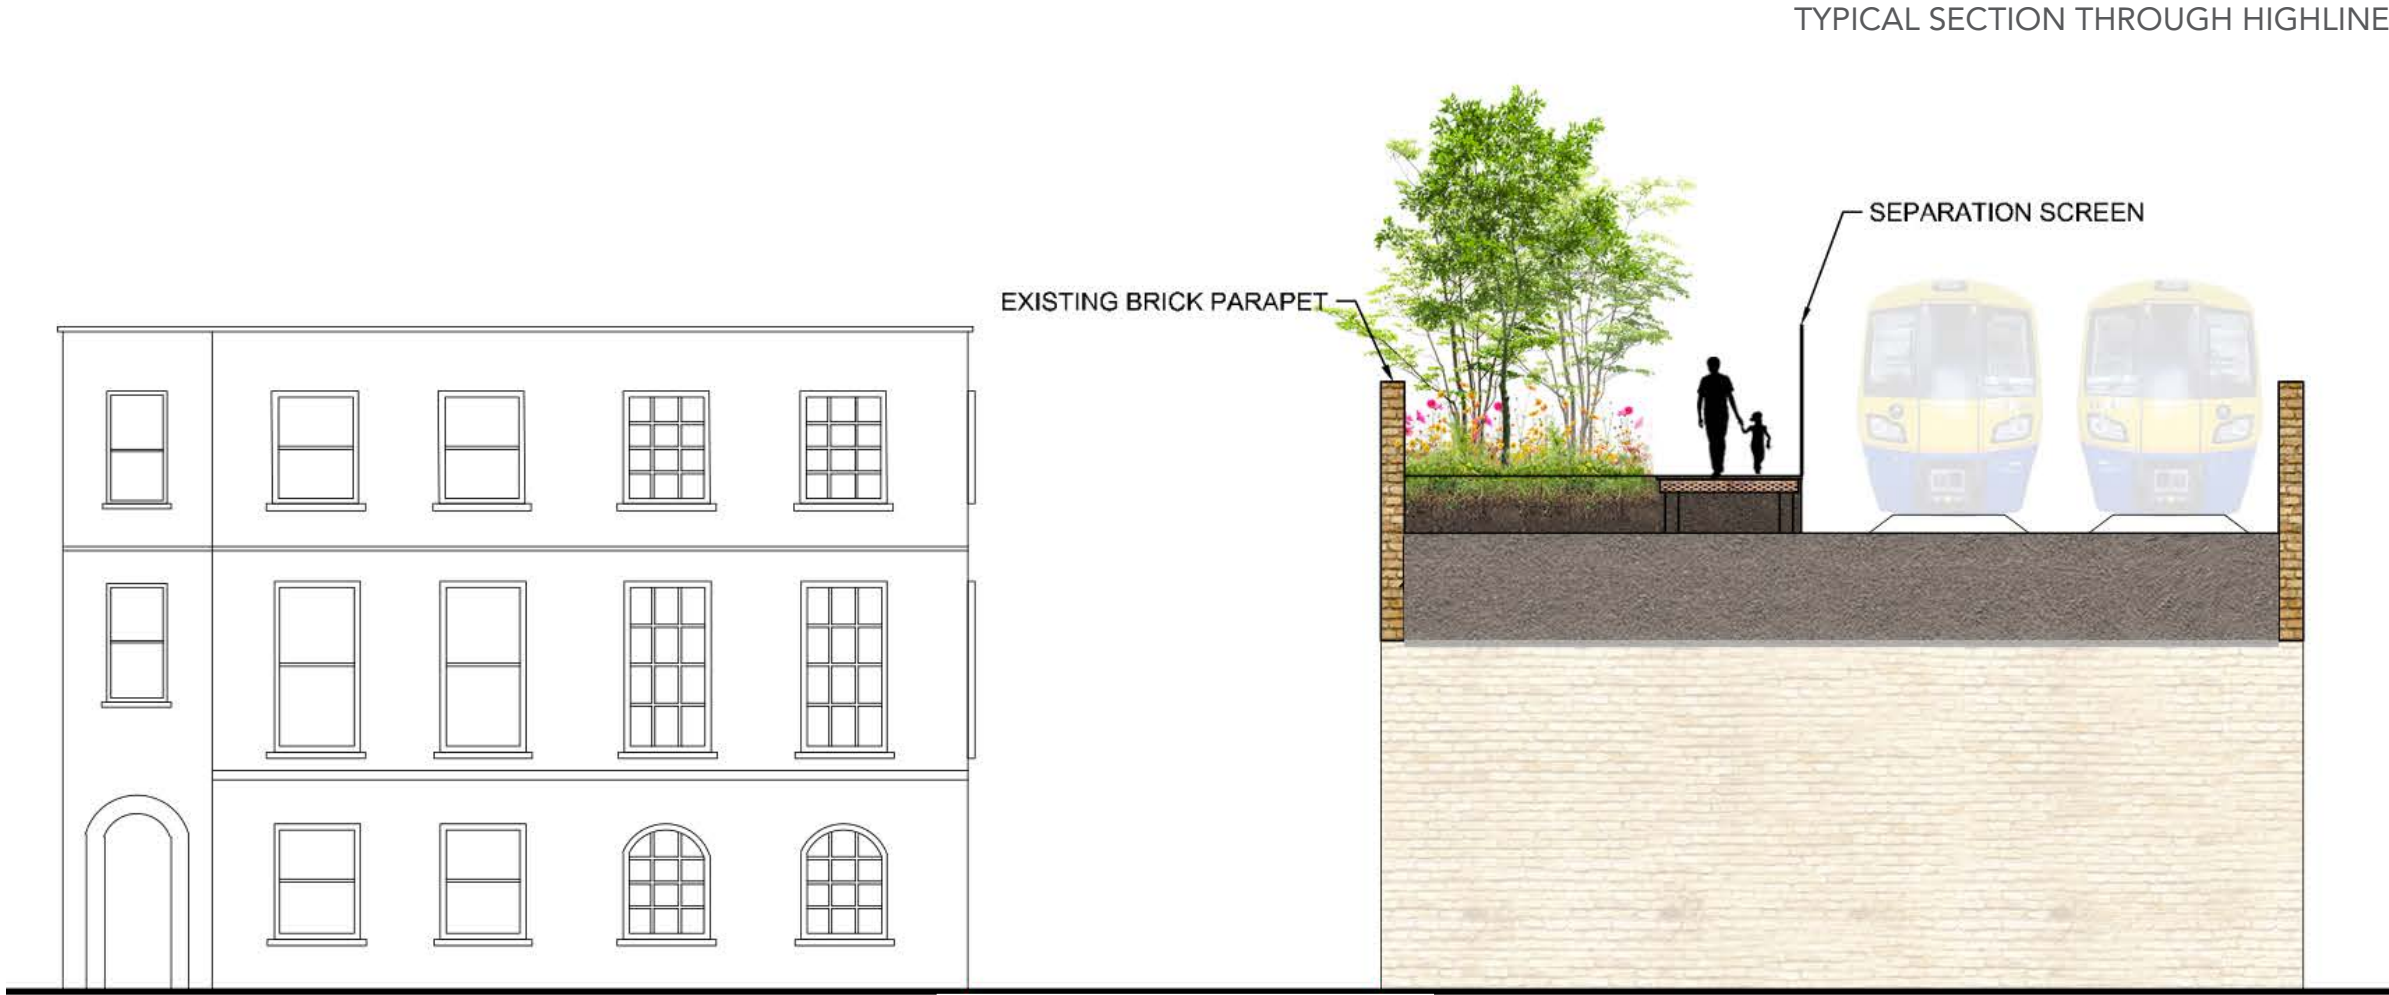 TYPICAL SECTION THROUGH HIGHLINE
SEPARATION SCREEN
EXISTING BRICK PARAPET